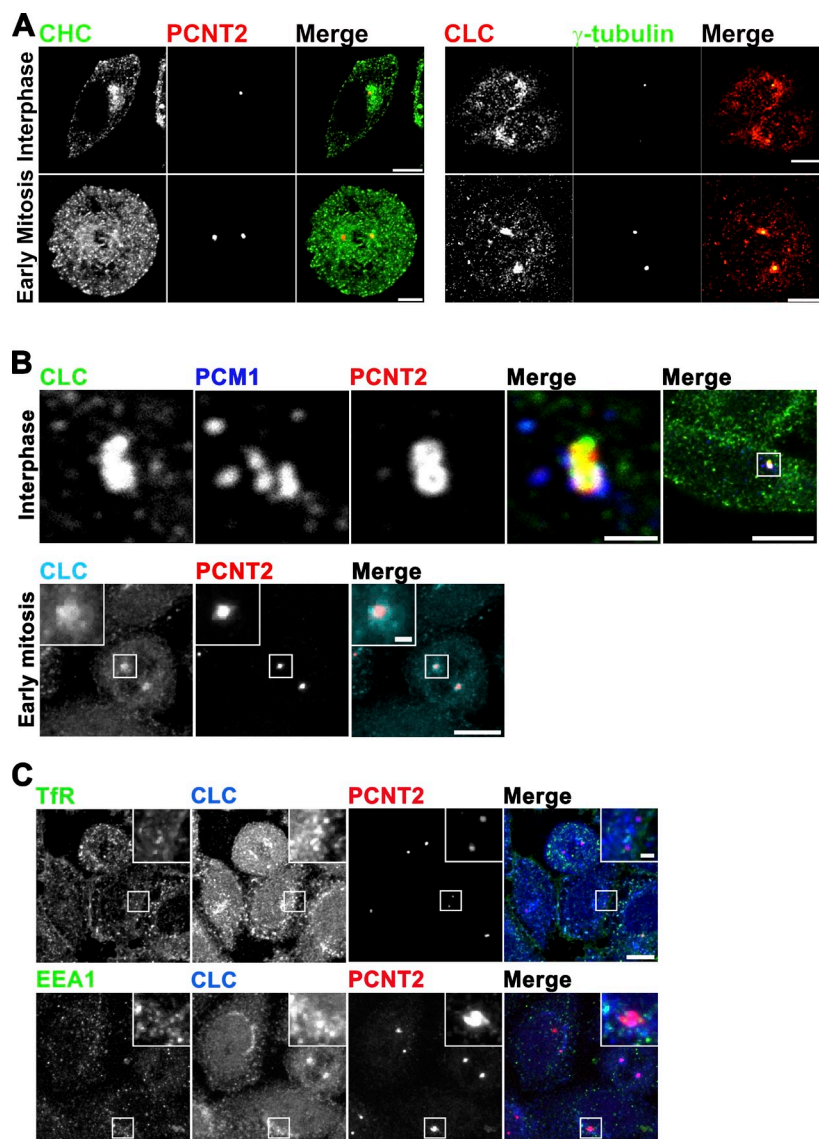 A
CHC PCNT2 Merge CLC γ-tubulin Merge
Interphase
Early Mitosis
B
CLC PCM1 PCNT2 Merge Merge
Interphase
CLC PCNT2 Merge
Early mitosis
C
TfR CLC PCNT2 Merge
EEA1 CLC PCNT2 Merge